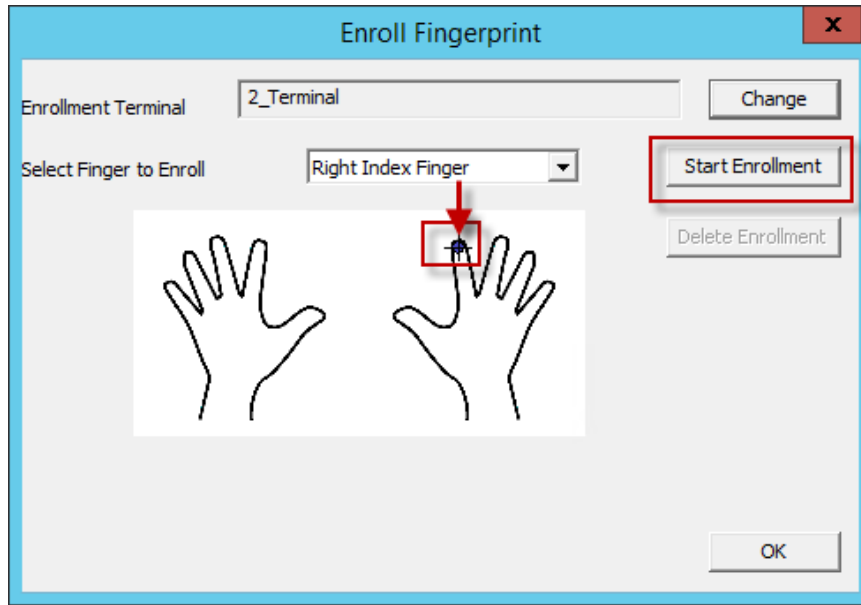 Enroll Fingerprint
x
Enrollment Terminal
2_Terminal
Change
Select Finger to Enroll
Right Index Finger
Start Enrollment
Delete Enrollment
OK